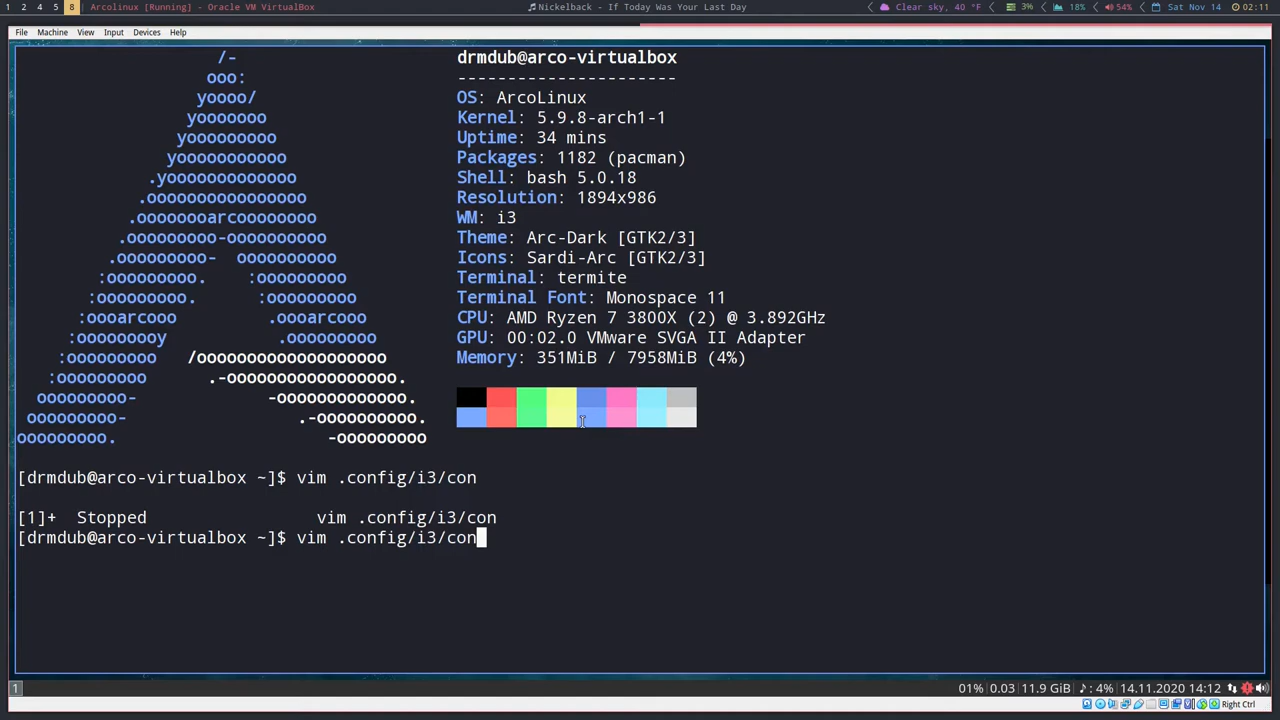 1 2 4 5 8 Arcolinux [Running] - Oracle VM VirtualBox Nickelback - If Today Was Your Last Day Clear sky, 40 °F 3% 18% 54% Sat Nov 14 02:11
File Machine View Input Devices Help
/-
ooo:
yoooo/
yooooooo
yooooooooo
yooooooooooo
.yooooooooooooo
.ooooooooooooooo
.oooooooarcoooooooo
.ooooooooo-oooooooooo
.ooooooooo- oooooooooo
:ooooooooo. :ooooooooo
:ooooooooo. :ooooooooo
:oooarcooo .oooarcooo
:ooooooooy .ooooooooo
:ooooooooo /ooooooooooooooooooo
:ooooooooo .-ooooooooooooooooo.
ooooooooo- -ooooooooooooo.
ooooooooo- .-oooooooooo.
ooooooooo. -ooooooooo
drmdub@arco-virtualbox
----------------------
OS: ArcoLinux
Kernel: 5.9.8-arch1-1
Uptime: 34 mins
Packages: 1182 (pacman)
Shell: bash 5.0.18
Resolution: 1894x986
WM: i3
Theme: Arc-Dark [GTK2/3]
Icons: Sardi-Arc [GTK2/3]
Terminal: termite
Terminal Font: Monospace 11
CPU: AMD Ryzen 7 3800X (2) @ 3.892GHz
GPU: 00:02.0 VMware SVGA II Adapter
Memory: 351MiB / 7958MiB (4%)
[drmdub@arco-virtualbox ~]$ vim .config/i3/con
[1]+ Stopped vim .config/i3/con
[drmdub@arco-virtualbox ~]$ vim .config/i3/con
1 01% 0.03 11.9 GiB ♪: 4% 14.11.2020 14:12
Right Ctrl